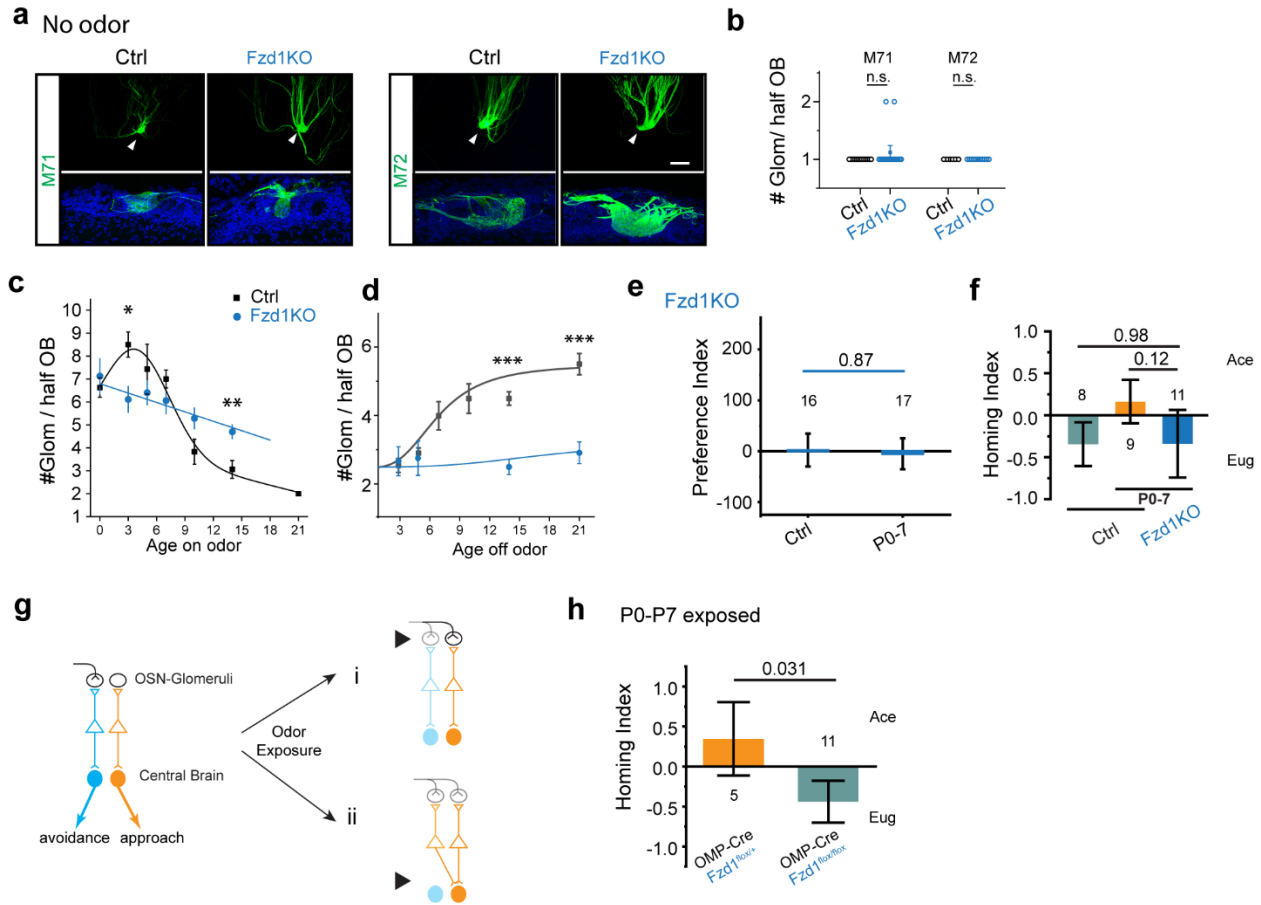 a No odor
Ctrl Fzd1KO Ctrl Fzd1KO
M71
M72
b
M71 M72
n.s. n.s.
# Glom/ half OB
2
1
Ctrl Fzd1KO Ctrl Fzd1KO
c
#Glom / half OB
10
9
8
7
6
5
4
3
2
1
* **
Ctrl
Fzd1KO
0 3 6 9 12 15 18 21
Age on odor
d
#Glom / half OB
6
4
2
*** ***
3 6 9 12 15 18 21
Age off odor
e Fzd1KO
Preference Index
200
100
0
-100
0.87
16 17
Ctrl P0-7
f
Homing Index
1.0
0.5
0.0
-0.5
-1.0
0.98
0.12
8 9 11
Ace
Eug
P0-7
Ctrl Fzd1KO
g
OSN-Glomeruli
Central Brain
avoidance approach
Odor
Exposure
i
ii
h P0-P7 exposed
Homing Index
1.0
0.5
0.0
-0.5
-1.0
0.031
5 11
Ace
Eug
OMP-Cre
Fzd1flox/+
OMP-Cre
Fzd1flox/flox